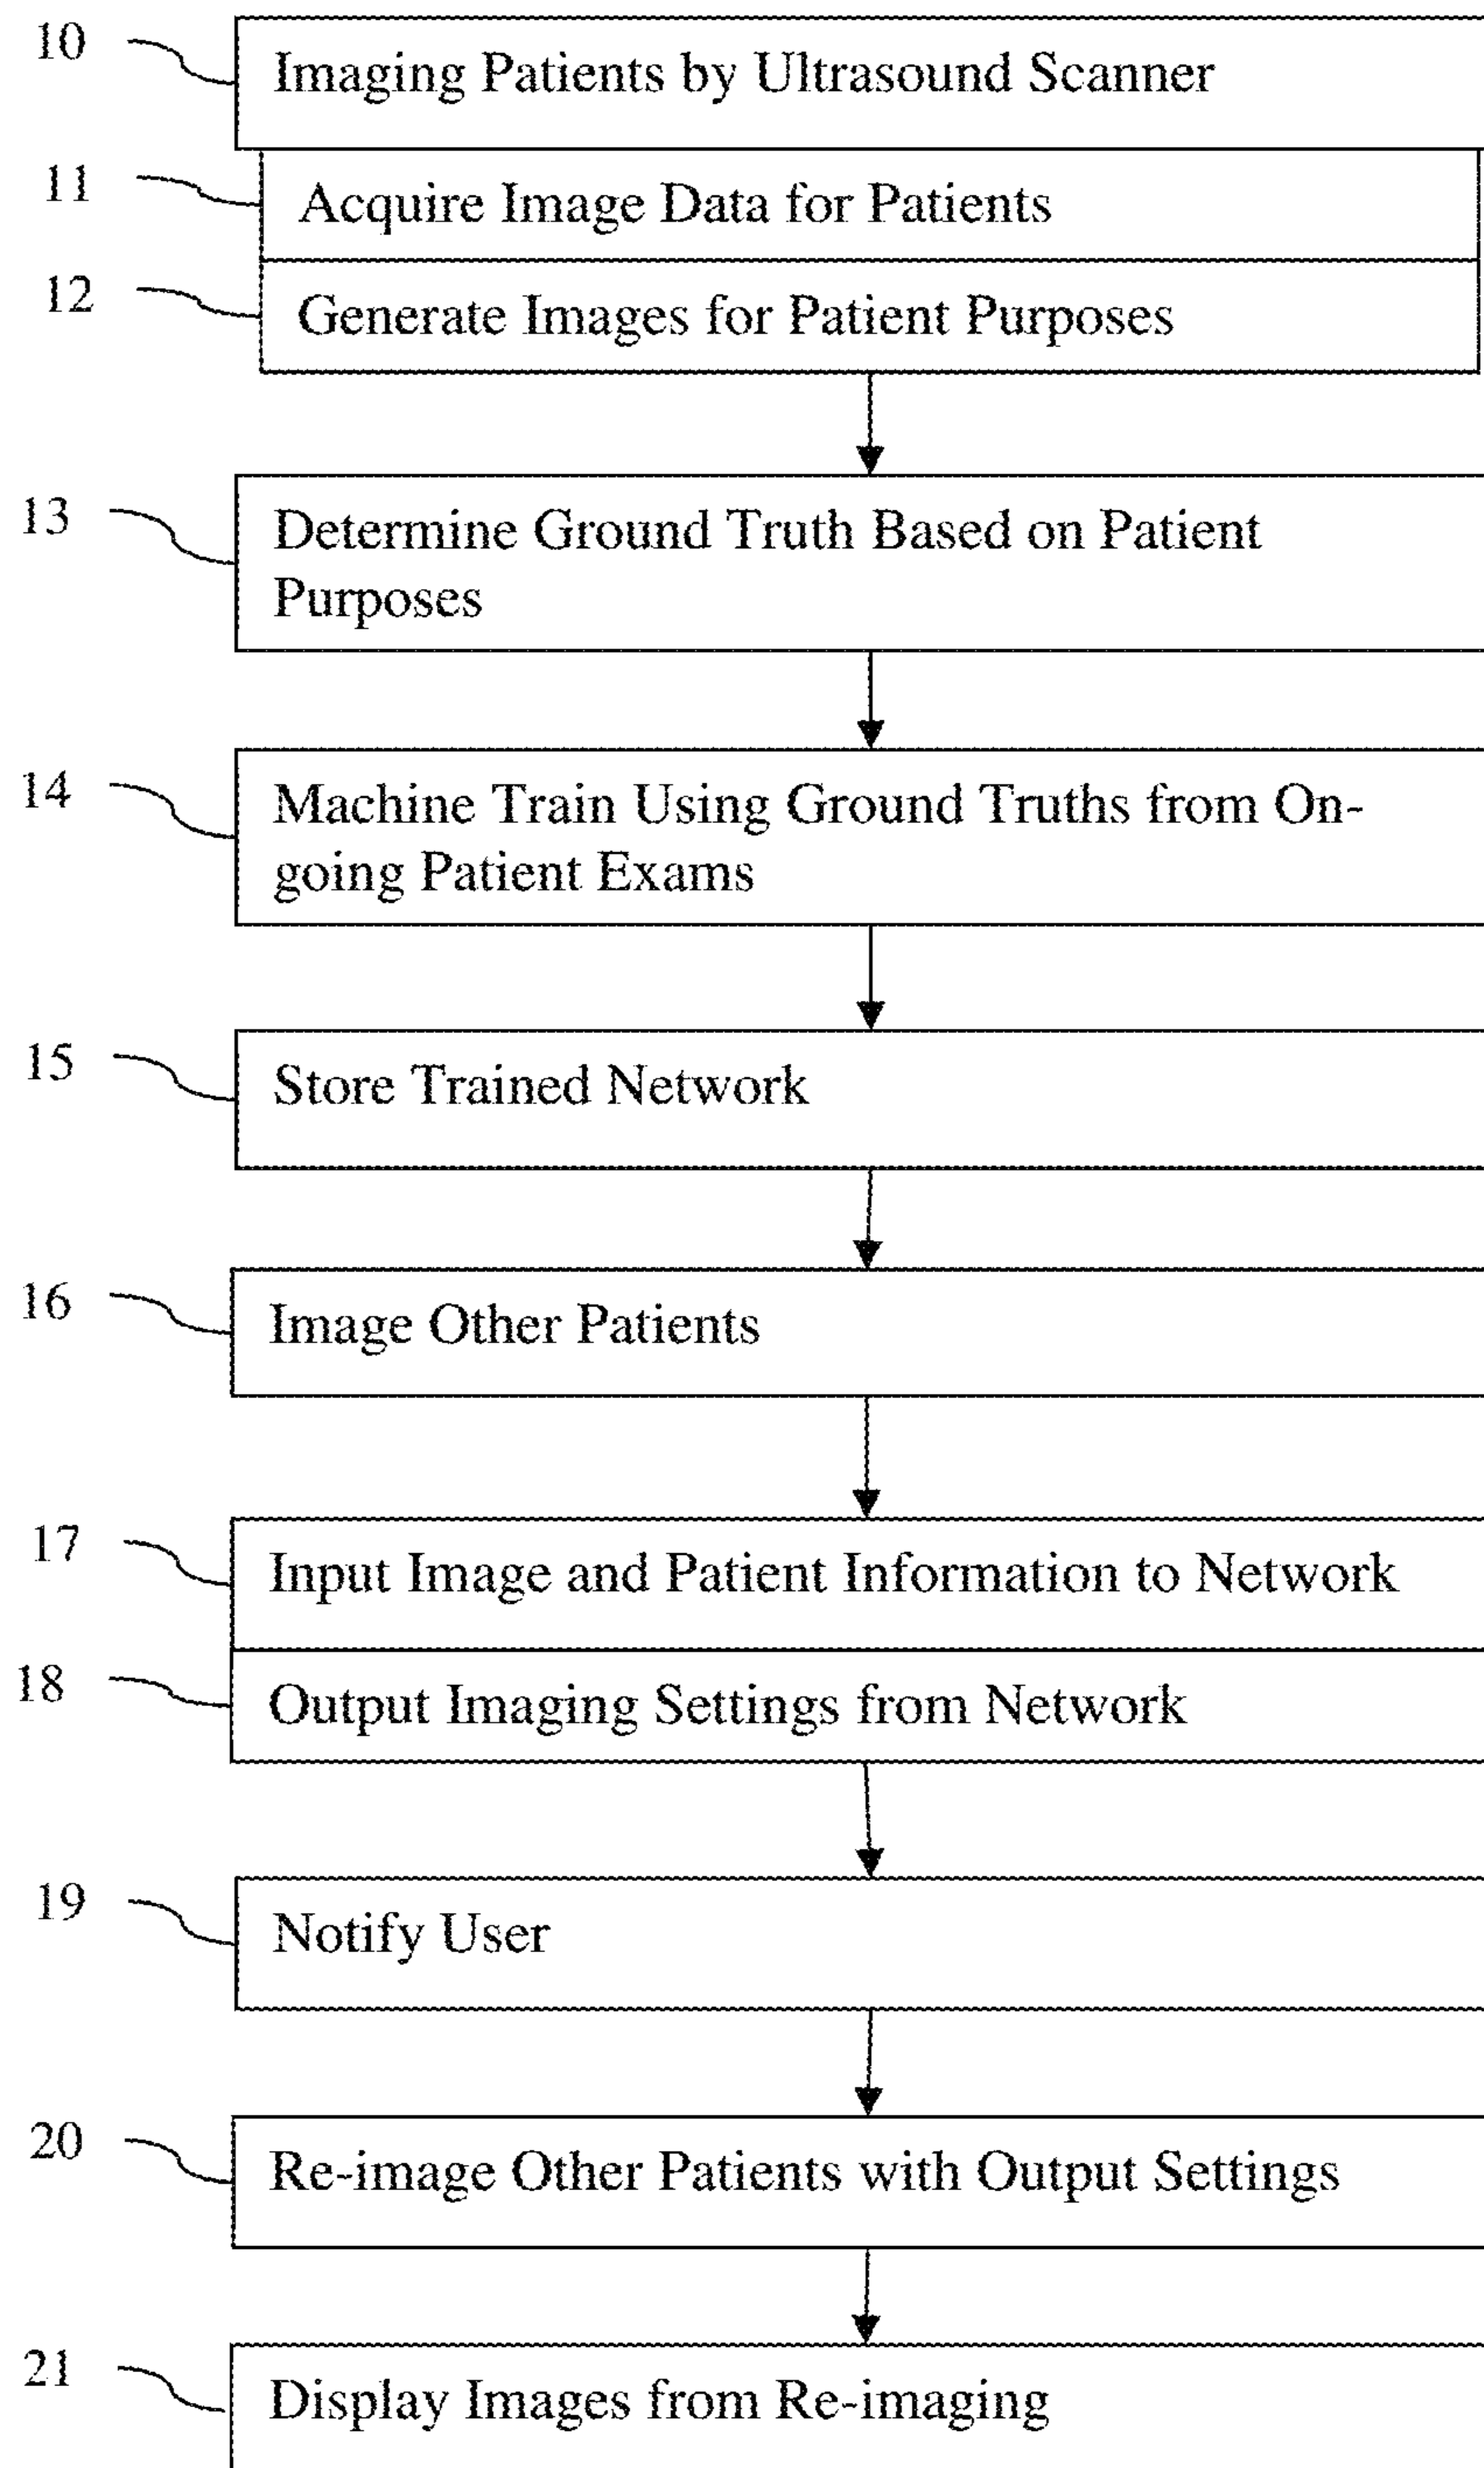 10
Imaging Patients by Ultrasound Scanner
11
Acquire Image Data for Patients
12
Generate Images for Patient Purposes
13
Determine Ground Truth Based on Patient
Purposes
14
Machine Train Using Ground Truths from On-
going Patient Exams
15
Store Trained Network
16
Image Other Patients
17
Input Image and Patient Information to Network
18
Output Imaging Settings from Network
19
Notify User
20
Re-image Other Patients with Output Settings
21
Display Images from Re-imaging